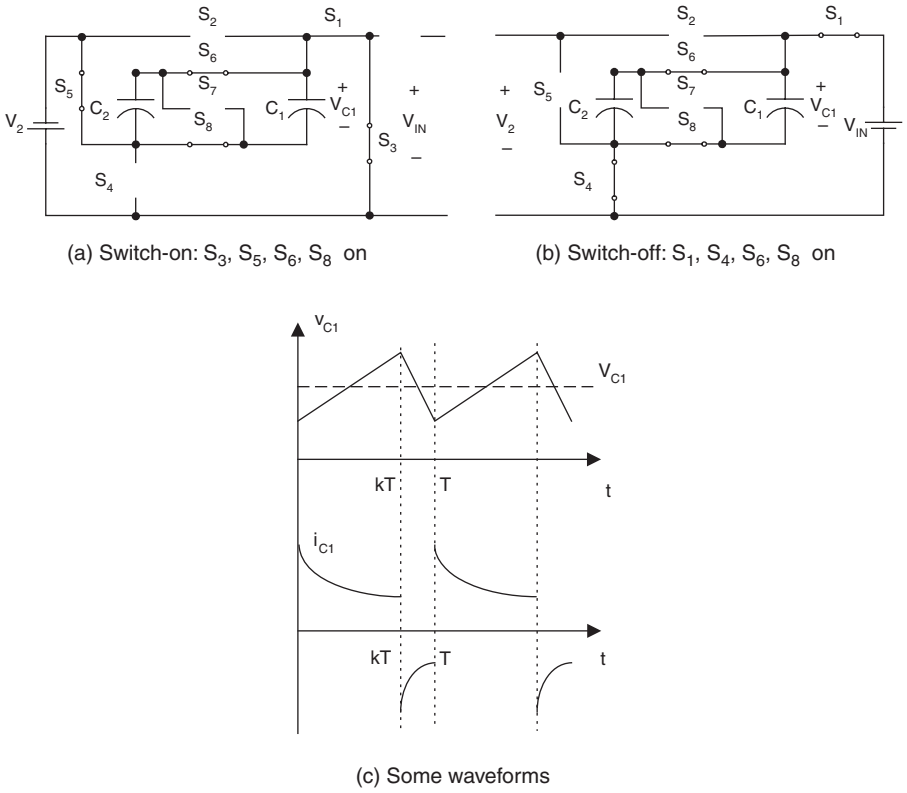 S2 S1
S6
S5 S7
C2 C1 + VC1 −
S8
V2
+ VIN −
S3
S4
(a) Switch-on: S3, S5, S6, S8 on
S2 S1
S6
S5 S7
C2 C1 + VC1 −
S8
+ V2 −
VIN
S4
(b) Switch-off: S1, S4, S6, S8 on
vC1
VC1
kT T t
iC1
kT T t
(c) Some waveforms